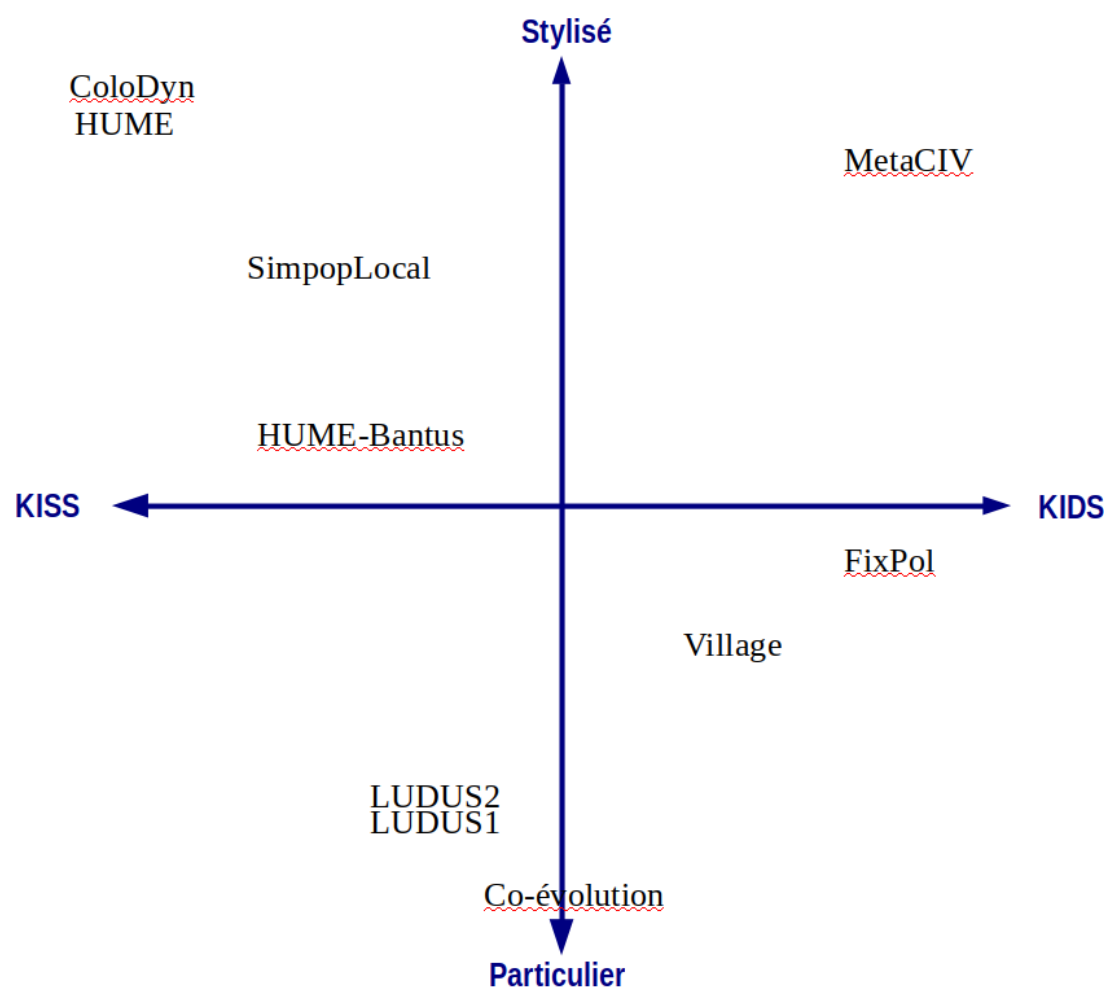 Stylisé
ColoDyn
HUME
MetaCIV
SimpopLocal
HUME-Bantus
KISS
KIDS
FixPol
Village
LUDUS2
LUDUS1
Co-évolution
Particulier